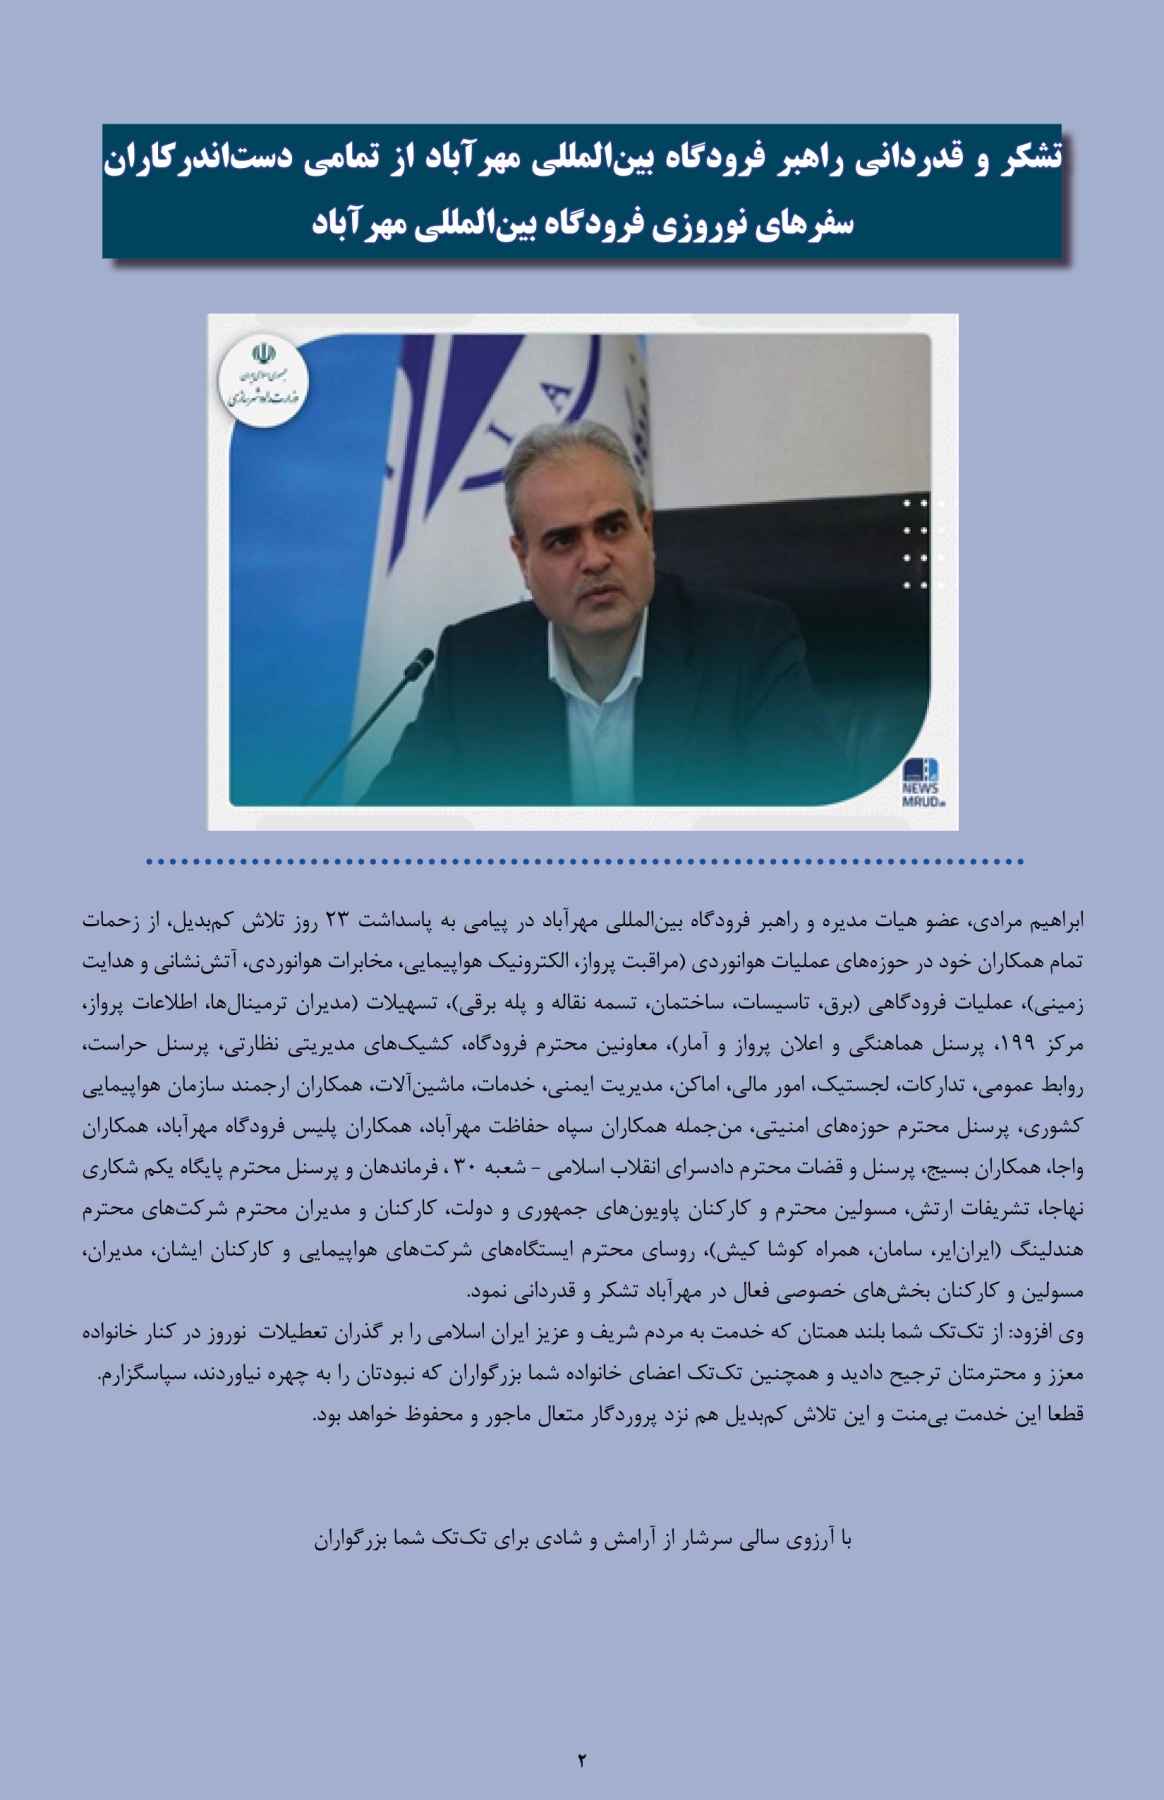 تشکر و قدردانی راهبر فرودگاه بین‌المللی مهرآباد از تمامی دست‌اندرکاران
سفرهای نوروزی فرودگاه بین‌المللی مهرآباد
جمهوری اسلامی ایران
وزارت راه و شهرسازی
I A
NEWS
MRUD.ir
ابراهیم مرادی، عضو هیات مدیره و راهبر فرودگاه بین‌المللی مهرآباد در پیامی به پاسداشت ۲۳ روز تلاش کم‌بدیل، از زحمات
تمام همکاران خود در حوزه‌های عملیات هوانوردی (مراقبت پرواز، الکترونیک هواپیمایی، مخابرات هوانوردی، آتش‌نشانی و هدایت
زمینی)، عملیات فرودگاهی (برق، تاسیسات، ساختمان، تسمه نقاله و پله برقی)، تسهیلات (مدیران ترمینال‌ها، اطلاعات پرواز،
مرکز ۱۹۹، پرسنل هماهنگی و اعلان پرواز و آمار)، معاونین محترم فرودگاه، کشیک‌های مدیریتی نظارتی، پرسنل حراست،
روابط عمومی، تدارکات، لجستیک، امور مالی، اماکن، مدیریت ایمنی، خدمات، ماشین‌آلات، همکاران ارجمند سازمان هواپیمایی
کشوری، پرسنل محترم حوزه‌های امنیتی، من‌جمله همکاران سپاه حفاظت مهرآباد، همکاران پلیس فرودگاه مهرآباد، همکاران
واجا، همکاران بسیج، پرسنل و قضات محترم دادسرای انقلاب اسلامی - شعبه ۳۰ ، فرماندهان و پرسنل محترم پایگاه یکم شکاری
نهاجا، تشریفات ارتش، مسولین محترم و کارکنان پاویون‌های جمهوری و دولت، کارکنان و مدیران محترم شرکت‌های محترم
هندلینگ (ایران‌ایر، سامان، همراه کوشا کیش)، روسای محترم ایستگاه‌های شرکت‌های هواپیمایی و کارکنان ایشان، مدیران،
مسولین و کارکنان بخش‌های خصوصی فعال در مهرآباد تشکر و قدردانی نمود.
وی افزود: از تک‌تک شما بلند همتان که خدمت به مردم شریف و عزیز ایران اسلامی را بر گذران تعطیلات نوروز در کنار خانواده
معزز و محترمتان ترجیح دادید و همچنین تک‌تک اعضای خانواده شما بزرگواران که نبودتان را به چهره نیاوردند، سپاسگزارم.
قطعا این خدمت بی‌منت و این تلاش کم‌بدیل هم نزد پروردگار متعال ماجور و محفوظ خواهد بود.
با آرزوی سالی سرشار از آرامش و شادی برای تک‌تک شما بزرگواران
۲